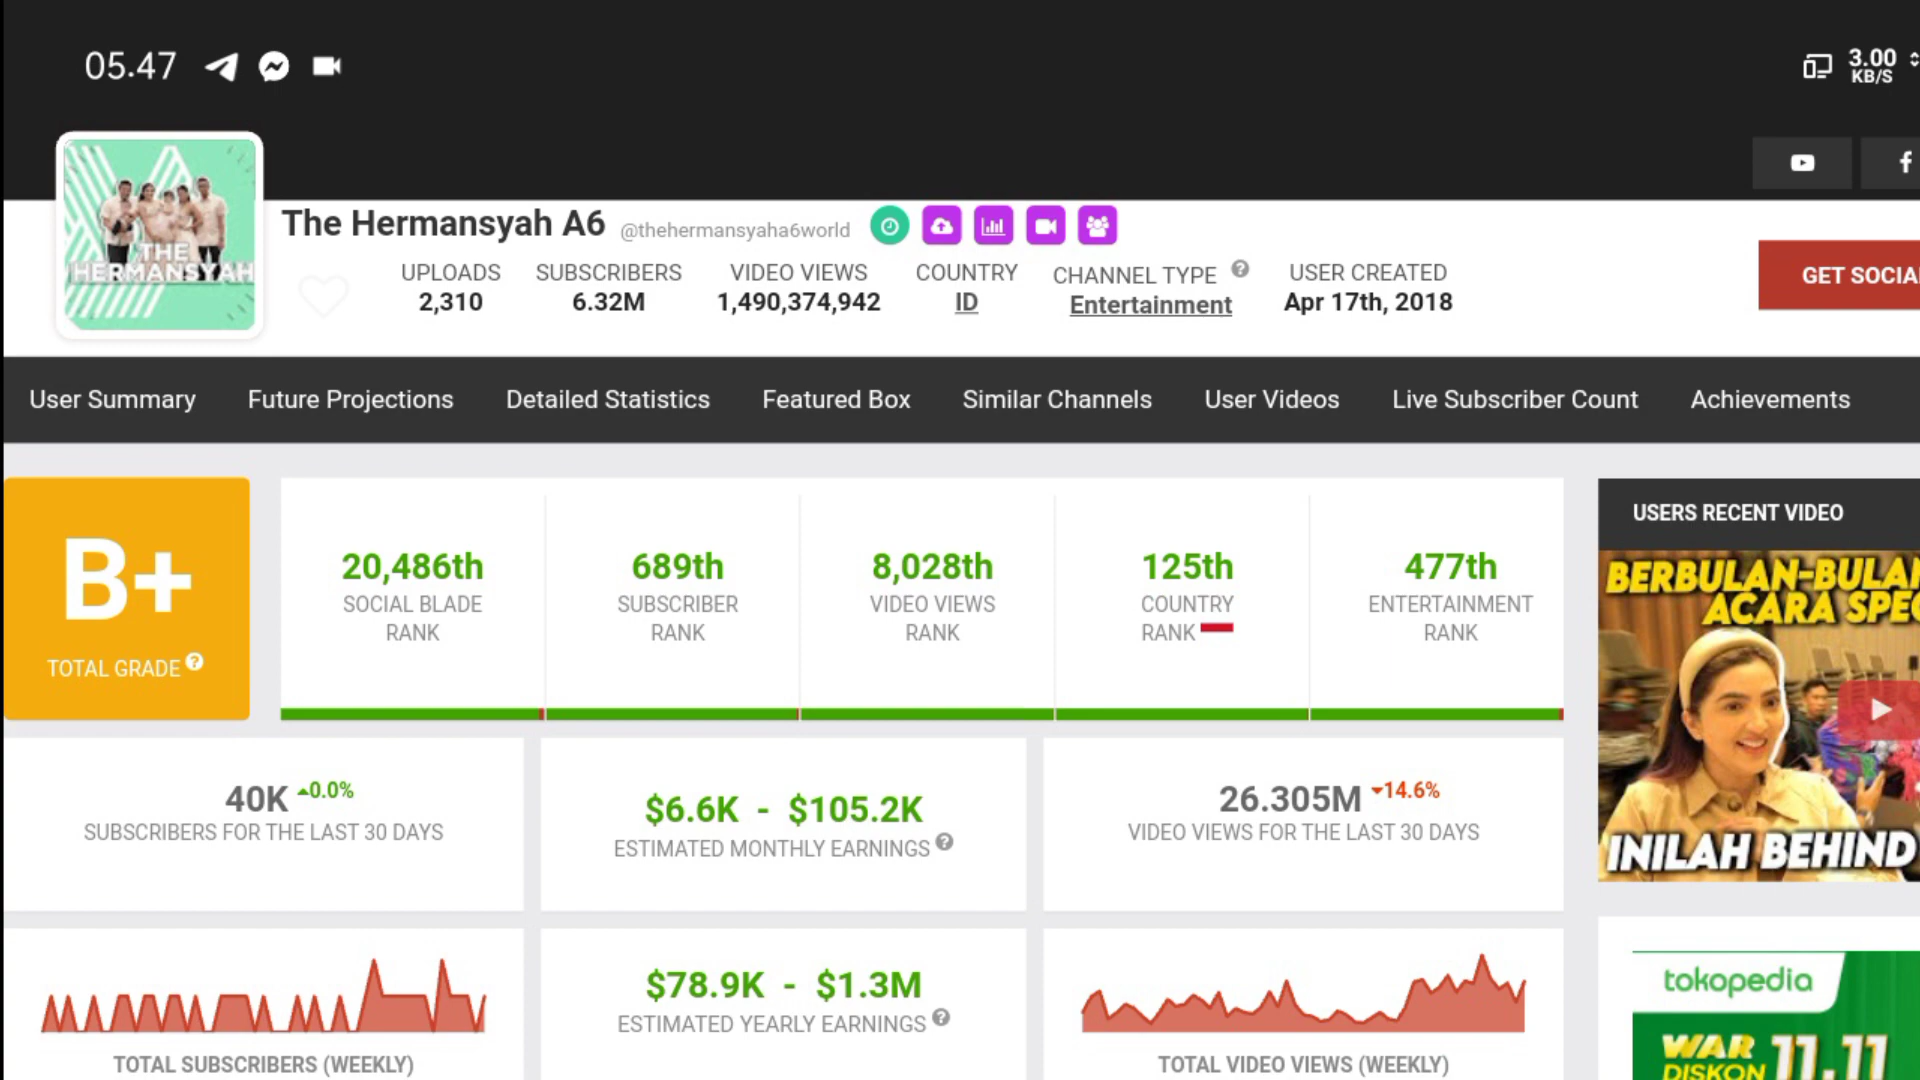 05.47
3.00
KB/S
THE
HERMANSYAH
The Hermansyah A6 @thehermansyaha6world
UPLOADS
2,310
SUBSCRIBERS
6.32M
VIDEO VIEWS
1,490,374,942
COUNTRY
ID
CHANNEL TYPE ?
Entertainment
USER CREATED
Apr 17th, 2018
GET SOCIA
User Summary
Future Projections
Detailed Statistics
Featured Box
Similar Channels
User Videos
Live Subscriber Count
Achievements
B+
TOTAL GRADE ?
20,486th
SOCIAL BLADE
RANK
689th
SUBSCRIBER
RANK
8,028th
VIDEO VIEWS
RANK
125th
COUNTRY
RANK
477th
ENTERTAINMENT
RANK
USERS RECENT VIDEO
BERBULAN-BULAN
ACARA SPEC
INILAH BEHIND
40K 0.0%
SUBSCRIBERS FOR THE LAST 30 DAYS
$6.6K - $105.2K
ESTIMATED MONTHLY EARNINGS ?
26.305M 14.6%
VIDEO VIEWS FOR THE LAST 30 DAYS
TOTAL SUBSCRIBERS (WEEKLY)
$78.9K - $1.3M
ESTIMATED YEARLY EARNINGS ?
TOTAL VIDEO VIEWS (WEEKLY)
tokopedia
WAR
DISKON
11.11